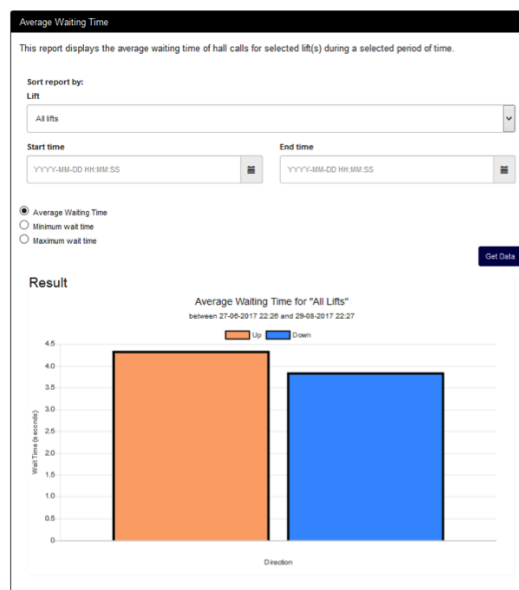 Average Waiting Time
This report displays the average waiting time of hall calls for selected lift(s) during a selected period of time.
Sort report by:
Lift
All lifts
Start time
End time
YYYY-MM-DD HH:MM:SS
YYYY-MM-DD HH:MM:SS
Average Waiting Time
Minimum wait time
Maximum wait time
Get Data
Result
Average Waiting Time for "All Lifts"
between 27-06-2017 22:26 and 29-08-2017 22:27
Up
Down
4.5
4.0
3.5
3.0
2.5
2.0
1.5
1.0
0.5
0
Wait Time (seconds)
Direction